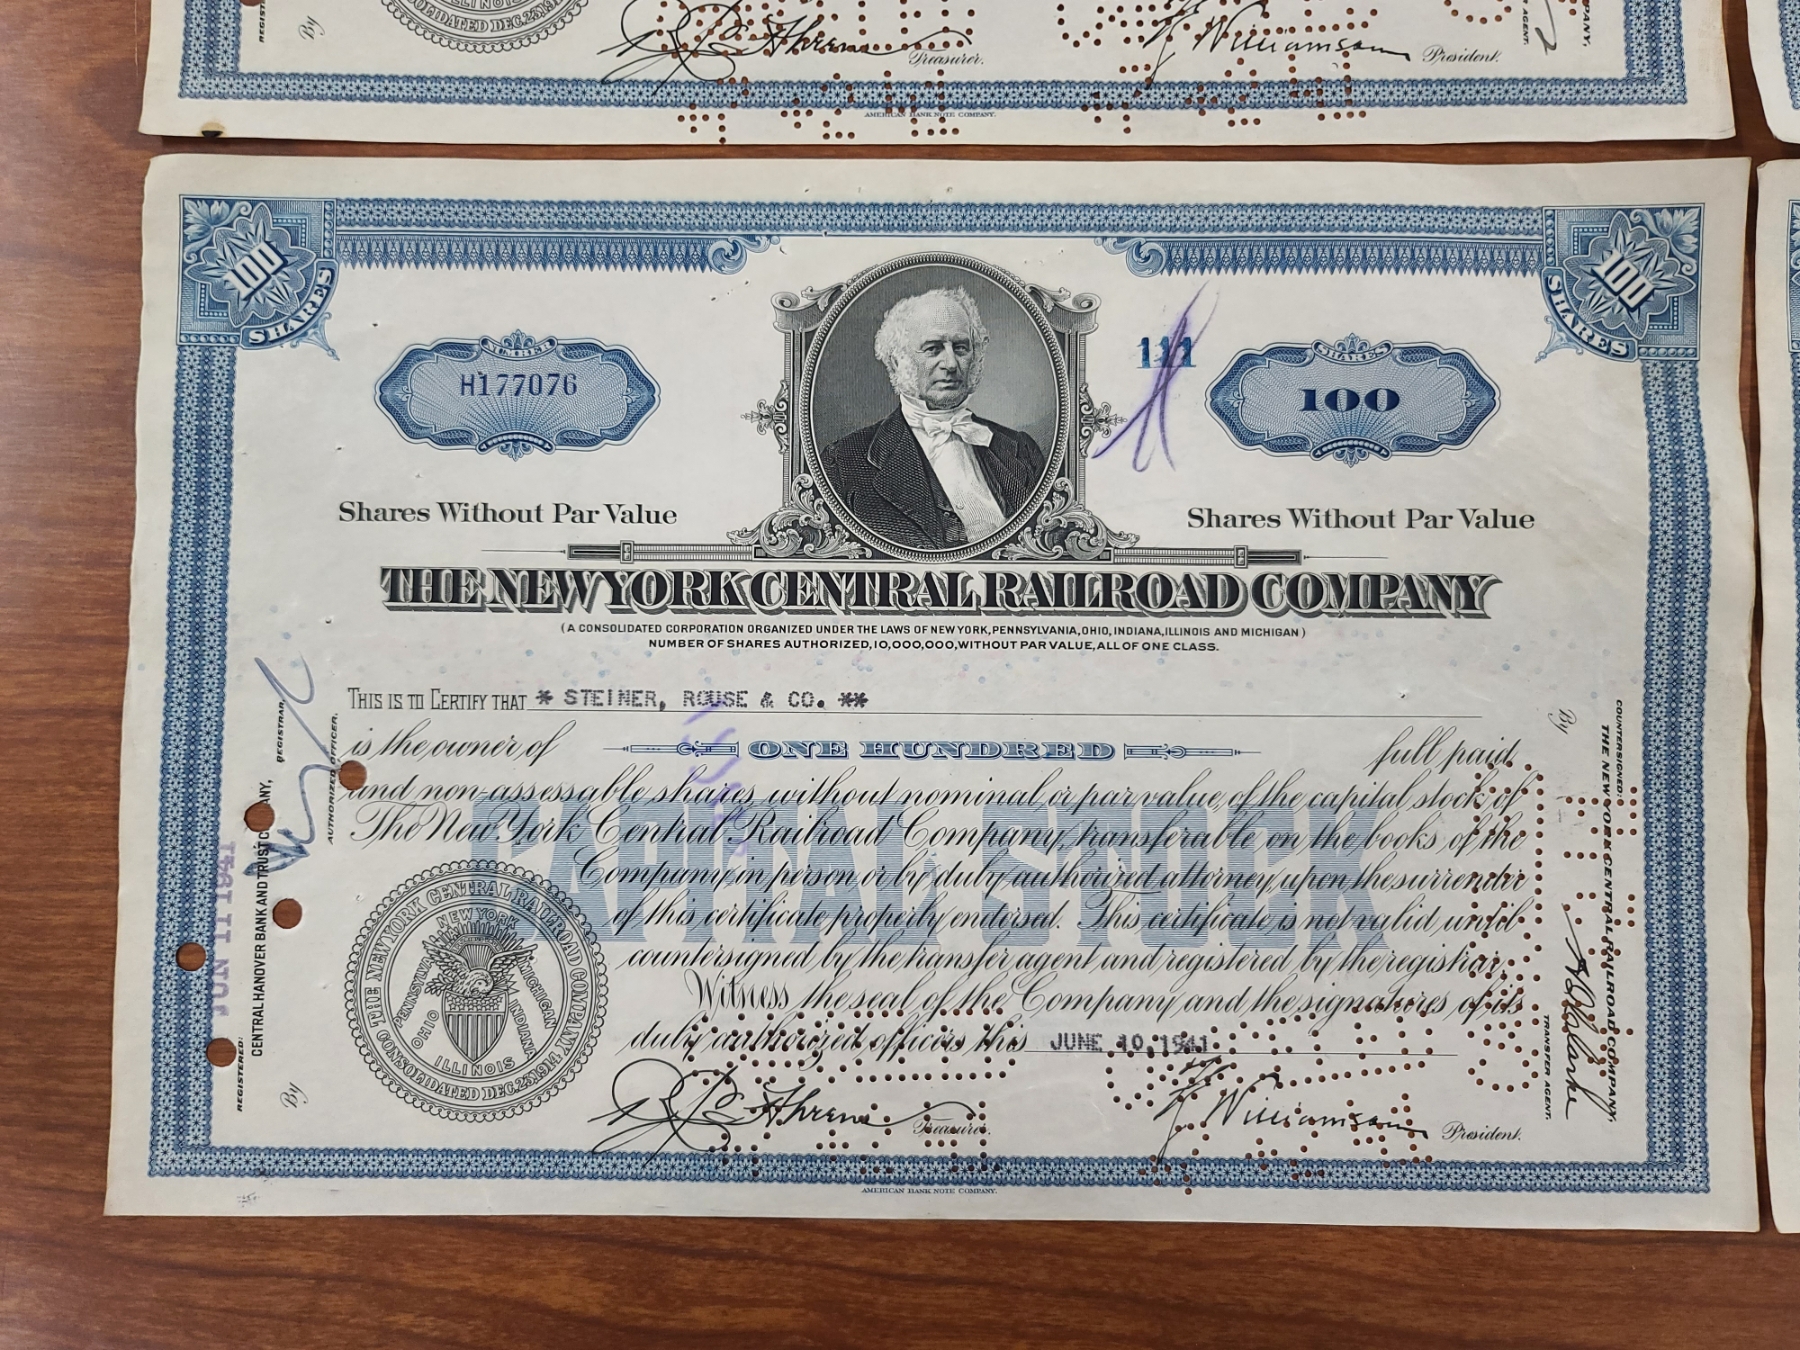 ILLINOIS
CONSOLIDATED DEC.23,1914
By
Treasurer.
F. Williamson
President.
AGENT.
AMERICAN BANK NOTE COMPANY.
100
SHARES
100
SHARES
NUMBER
H177076
111
SHARES
100
Shares Without Par Value
Shares Without Par Value
THE NEW YORK CENTRAL RAILROAD COMPANY
(A CONSOLIDATED CORPORATION ORGANIZED UNDER THE LAWS OF NEW YORK, PENNSYLVANIA, OHIO, INDIANA, ILLINOIS AND MICHIGAN)
NUMBER OF SHARES AUTHORIZED, 10,000,000, WITHOUT PAR VALUE, ALL OF ONE CLASS.
THIS IS TO CERTIFY THAT * STEINER, ROUSE & CO. **
is the owner of ONE HUNDRED full paid
and non-assessable shares, without nominal or par value, of the capital stock of
The New York Central Railroad Company, transferable on the books of the
Company, in person or by duly authorized attorney, upon the surrender
of this certificate properly endorsed. This certificate is not valid until
countersigned by the transfer agent and registered by the registrar.
Witness the seal of the Company and the signatures of its
duly authorized officers this JUNE 10, 1941
CAPITAL STOCK
THE NEW YORK CENTRAL RAILROAD COMPANY
CONSOLIDATED DEC.23,1914
NEW YORK
PENNSYLVANIA
MICHIGAN
OHIO
INDIANA
ILLINOIS
Treasurer.
F. Williamson
President.
AMERICAN BANK NOTE COMPANY.
JUN 11 1941
REGISTERED:
CENTRAL HANOVER BANK AND TRUST COMPANY,
REGISTRAR
By
AUTHORIZED OFFICER.
COUNTERSIGNED:
THE NEW YORK CENTRAL RAILROAD COMPANY,
By
TRANSFER AGENT.